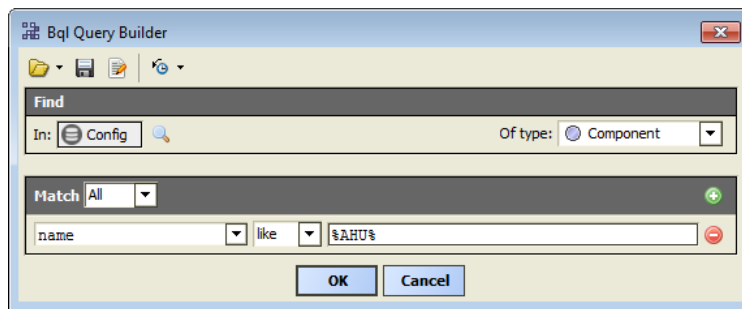 Bql Query Builder
Find
In: Config Of type: Component
Match All
name like %AHU%
OK Cancel